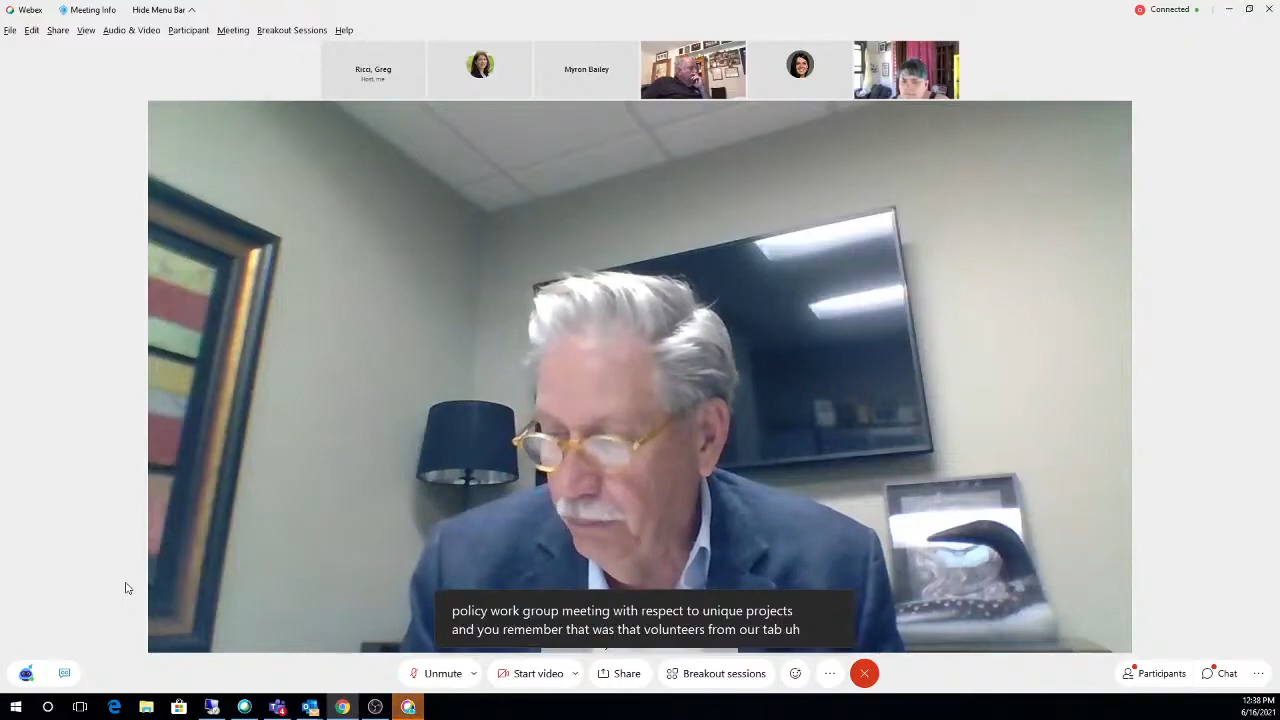 Webex Meeting Info Hide Menu Bar Connected
File Edit Share View Audio & Video Participant Meeting Breakout Sessions Help
Ricci, Greg
Host, me
Myron Bailey
policy work group meeting with respect to unique projects
and you remember that was that volunteers from our tab uh
Unmute Start video Share Breakout sessions Participants Chat
12:38 PM
6/16/2021